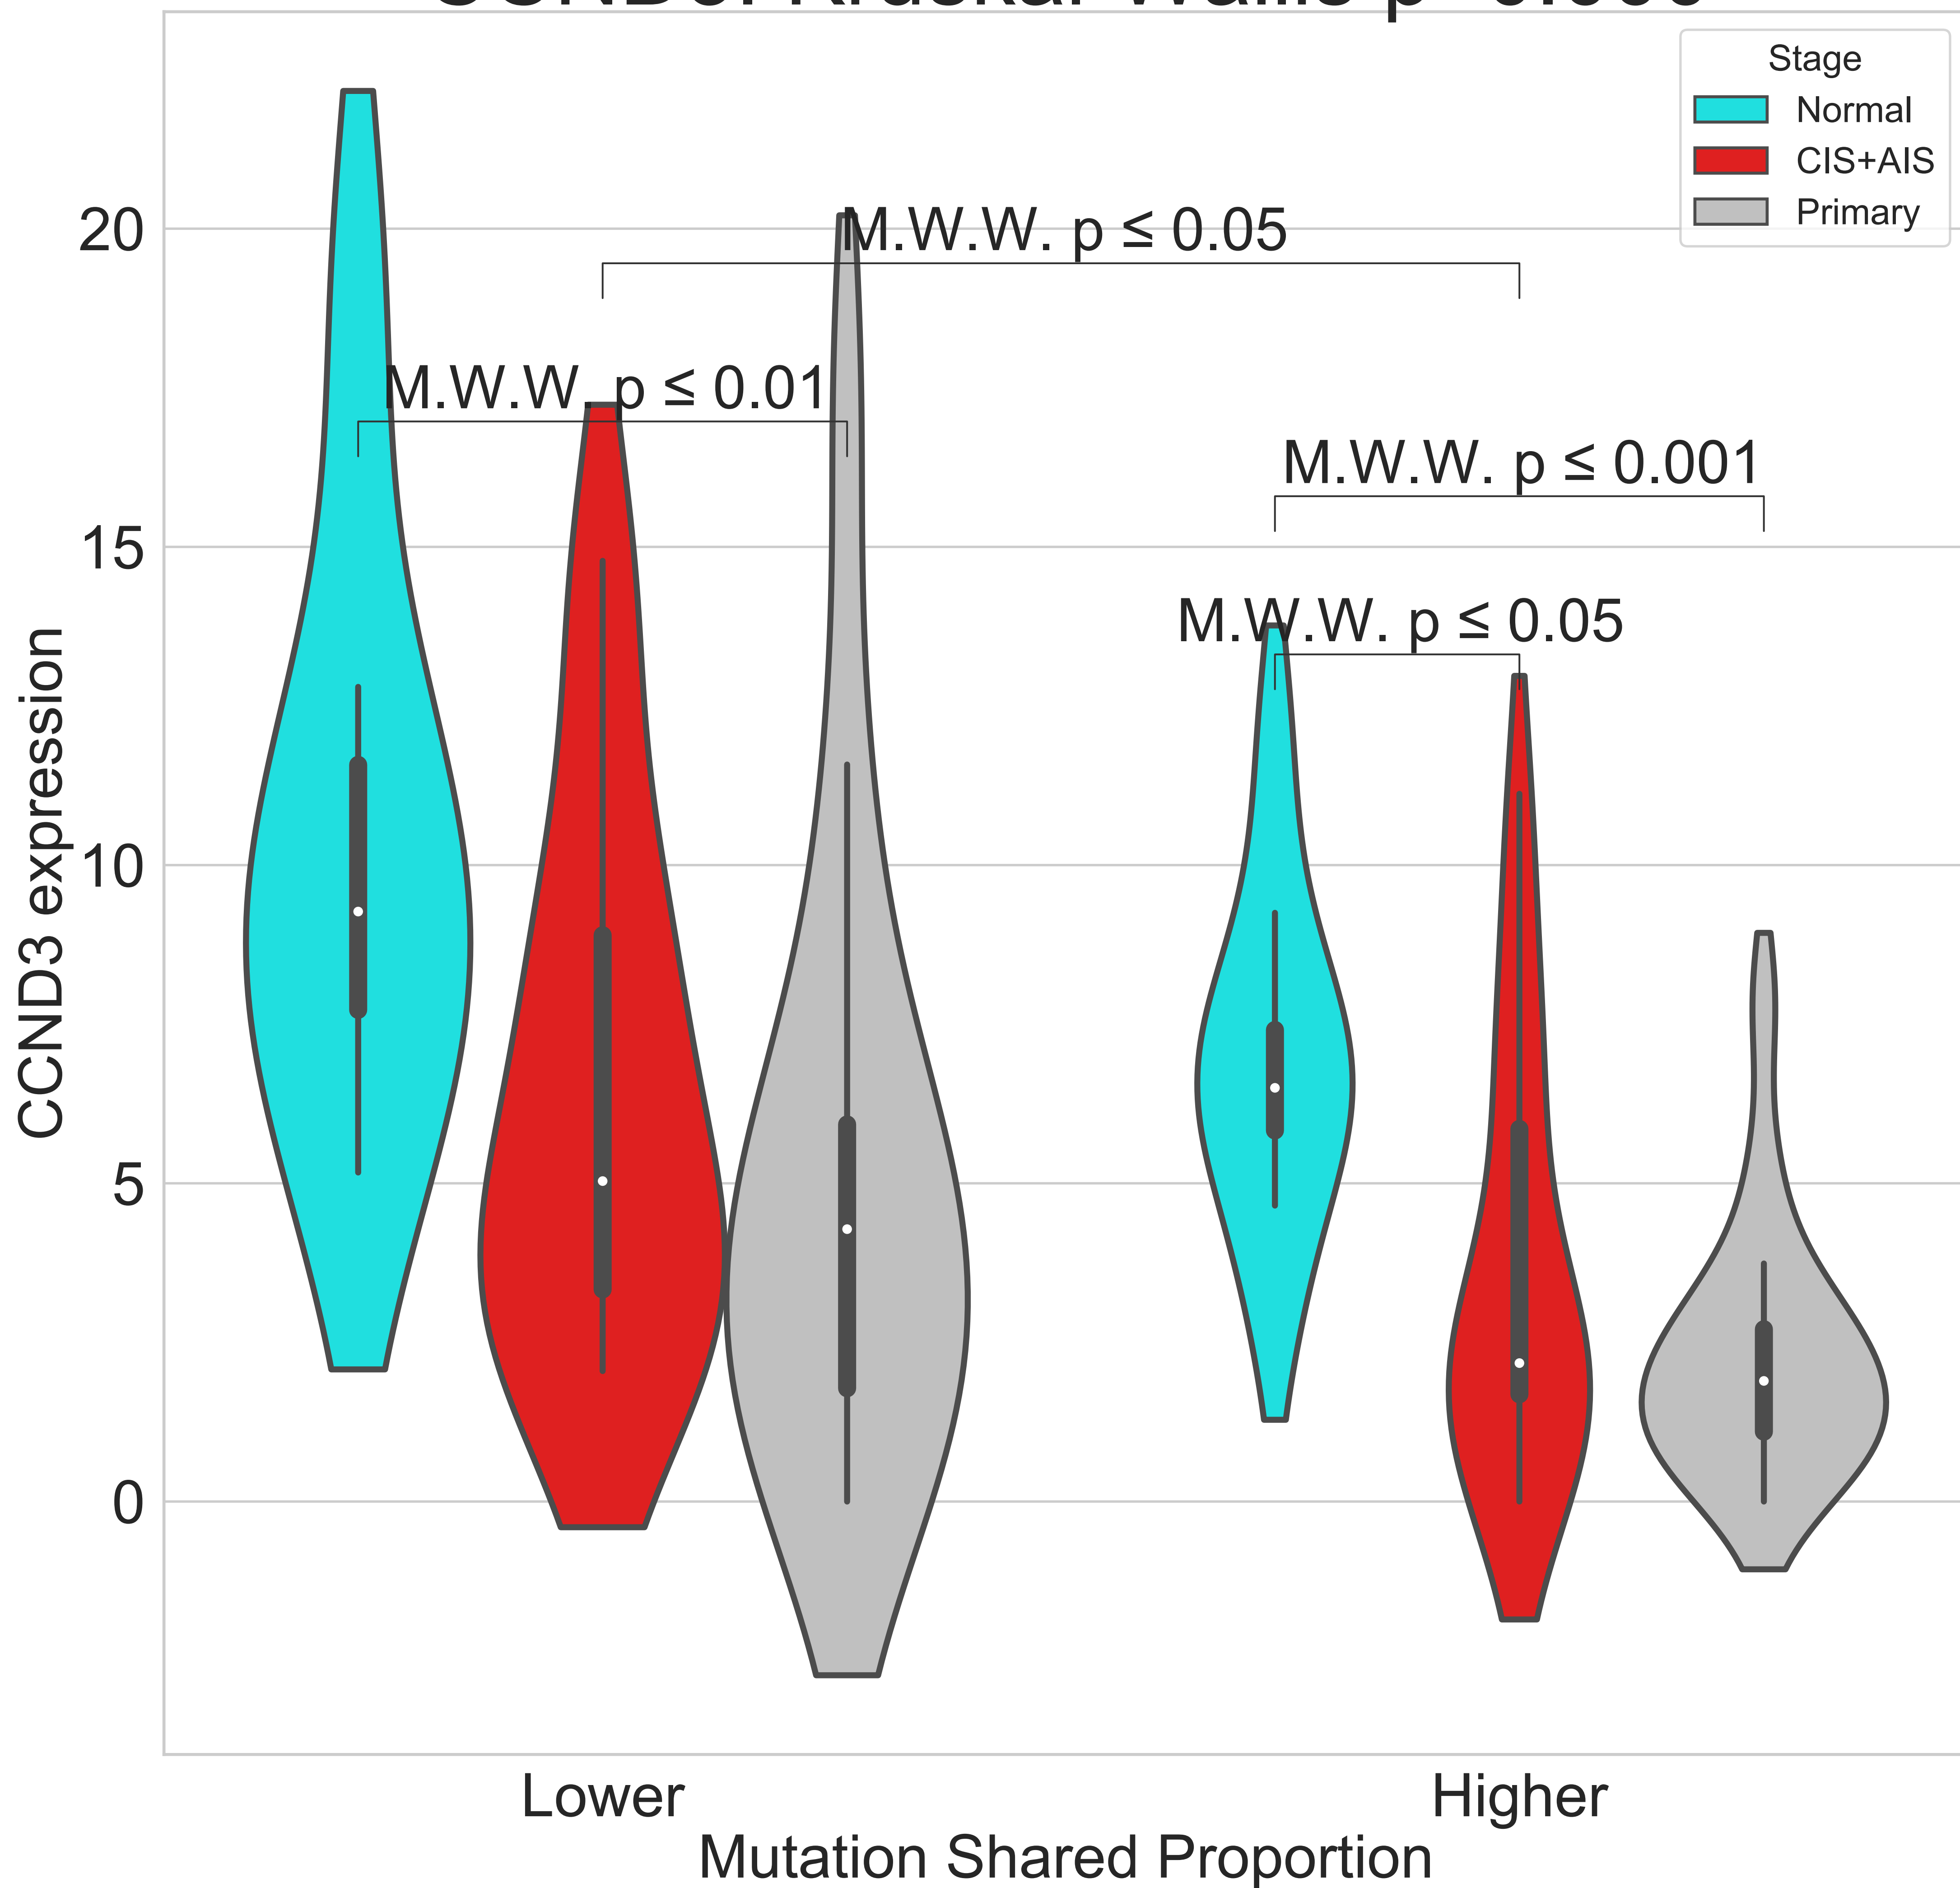 Stage
Normal
CIS+AIS
Primary
M.W.W. p ≤ 0.05
M.W.W. p ≤ 0.01
M.W.W. p ≤ 0.001
M.W.W. p ≤ 0.05
20
15
10
5
0
CCND3 expression
Lower
Higher
Mutation Shared Proportion